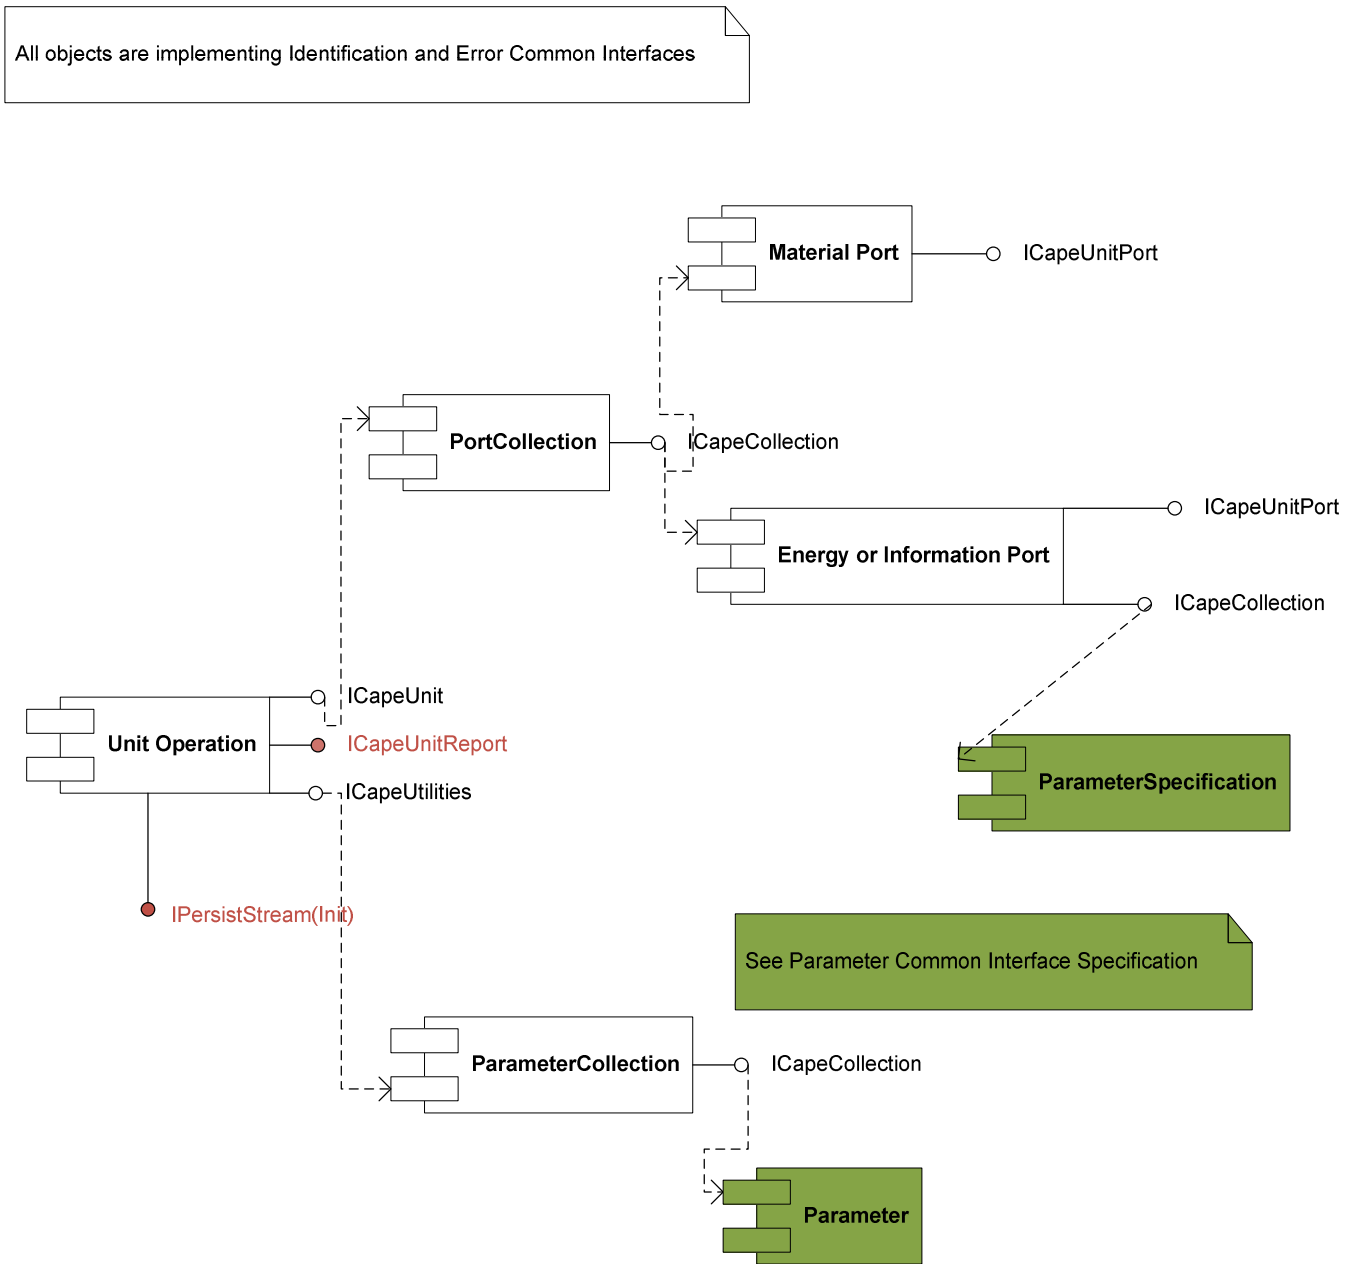 All objects are implementing Identification and Error Common Interfaces
Material Port
ICapeUnitPort
PortCollection
ICapeCollection
ICapeUnitPort
Energy or Information Port
ICapeCollection
ICapeUnit
Unit Operation
ICapeUnitReport
ICapeUtilities
ParameterSpecification
IPersistStream(Init)
See Parameter Common Interface Specification
ParameterCollection
ICapeCollection
Parameter